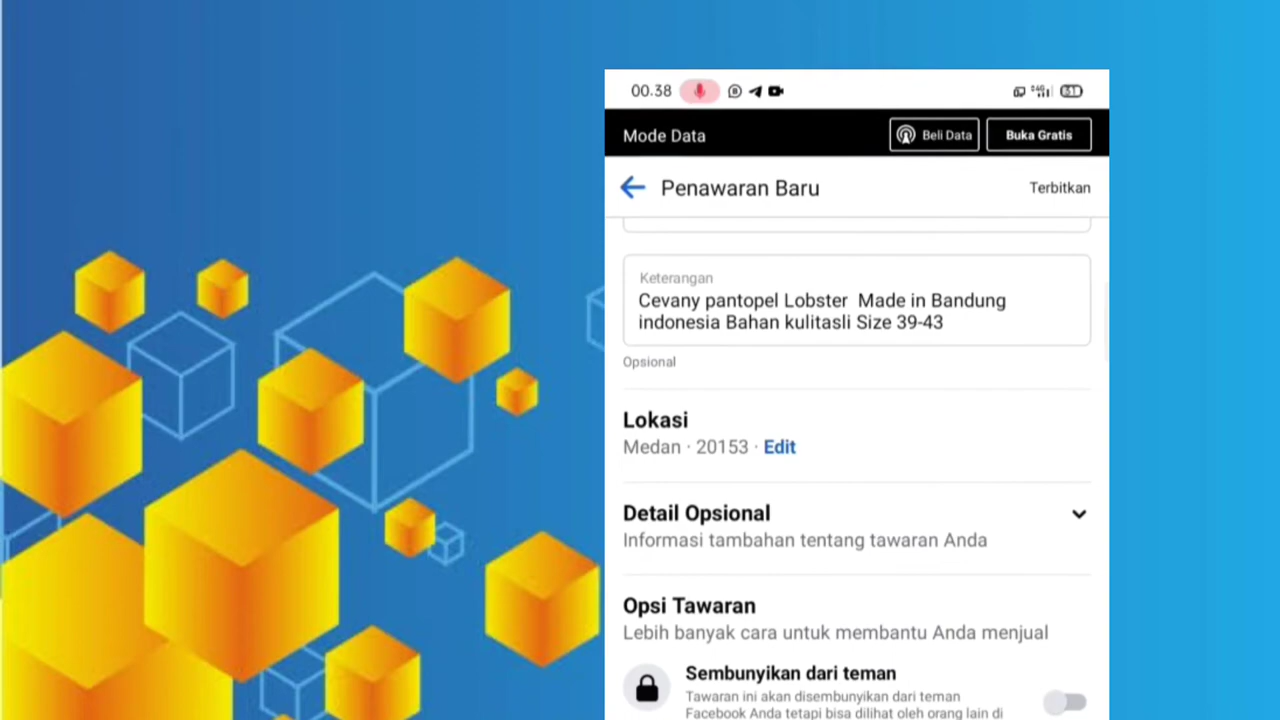 00.38
Mode Data
Beli Data
Buka Gratis
Penawaran Baru
Terbitkan
Keterangan
Cevany pantopel Lobster  Made in Bandung
indonesia Bahan kulitasli Size 39-43
Opsional
Lokasi
Medan · 20153 · Edit
Detail Opsional
Informasi tambahan tentang tawaran Anda
Opsi Tawaran
Lebih banyak cara untuk membantu Anda menjual
Sembunyikan dari teman
Tawaran ini akan disembunyikan dari teman
Facebook Anda tetapi bisa dilihat oleh orang lain di